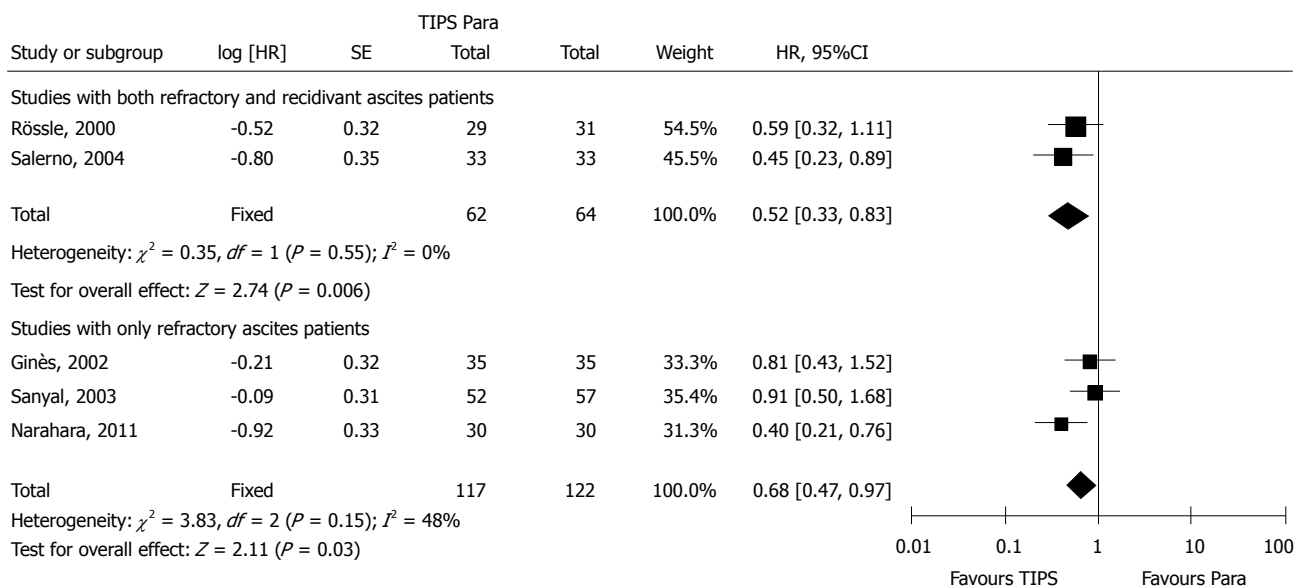 TIPS Para
Study or subgroup log [HR] SE Total Total Weight HR, 95%CI
Studies with both refractory and recidivant ascites patients
Rössle, 2000 -0.52 0.32 29 31 54.5% 0.59 [0.32, 1.11]
Salerno, 2004 -0.80 0.35 33 33 45.5% 0.45 [0.23, 0.89]
Total Fixed 62 64 100.0% 0.52 [0.33, 0.83]
Heterogeneity: χ² = 0.35, df = 1 (P = 0.55); I² = 0%
Test for overall effect: Z = 2.74 (P = 0.006)
Studies with only refractory ascites patients
Ginès, 2002 -0.21 0.32 35 35 33.3% 0.81 [0.43, 1.52]
Sanyal, 2003 -0.09 0.31 52 57 35.4% 0.91 [0.50, 1.68]
Narahara, 2011 -0.92 0.33 30 30 31.3% 0.40 [0.21, 0.76]
Total Fixed 117 122 100.0% 0.68 [0.47, 0.97]
Heterogeneity: χ² = 3.83, df = 2 (P = 0.15); I² = 48%
Test for overall effect: Z = 2.11 (P = 0.03)
0.01 0.1 1 10 100
Favours TIPS Favours Para